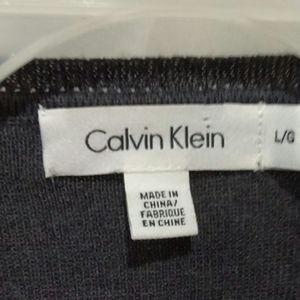 Calvin Klein
L/G
MADE IN
CHINA/
FABRIQUE
EN CHINE